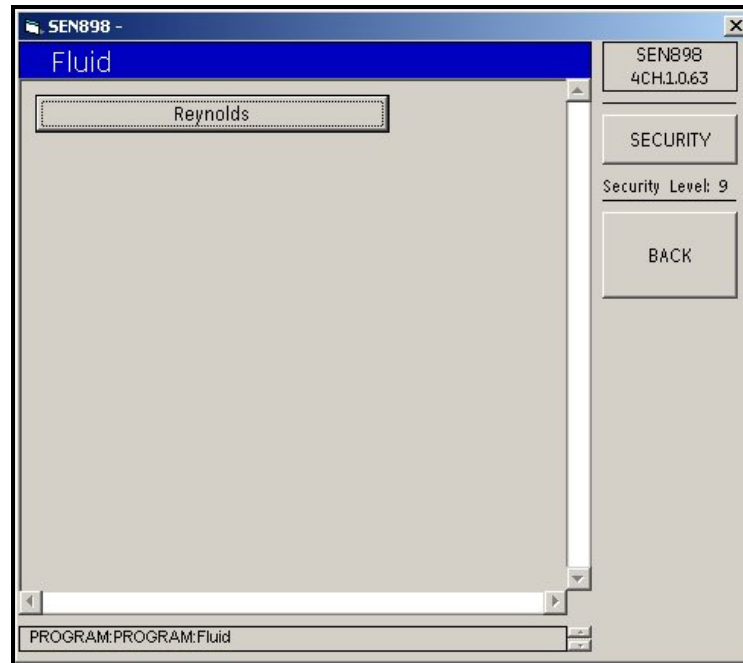 SEN898 -
Fluid
Reynolds
SEN898
4CH.1.0.63
SECURITY
Security Level: 9
BACK
PROGRAM:PROGRAM:Fluid